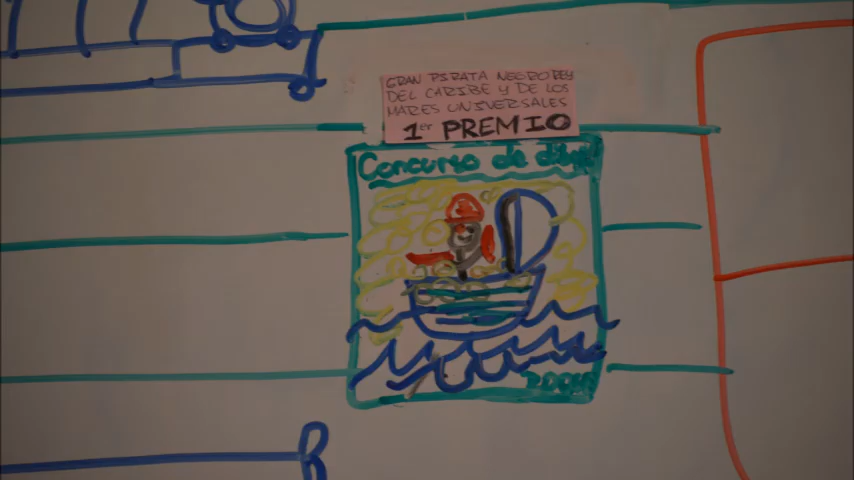 GRAN PIRATA NEGRO REY
DEL CARIBE Y DE LOS
MARES UNIVERSALES
1er PREMIO
Concurso de